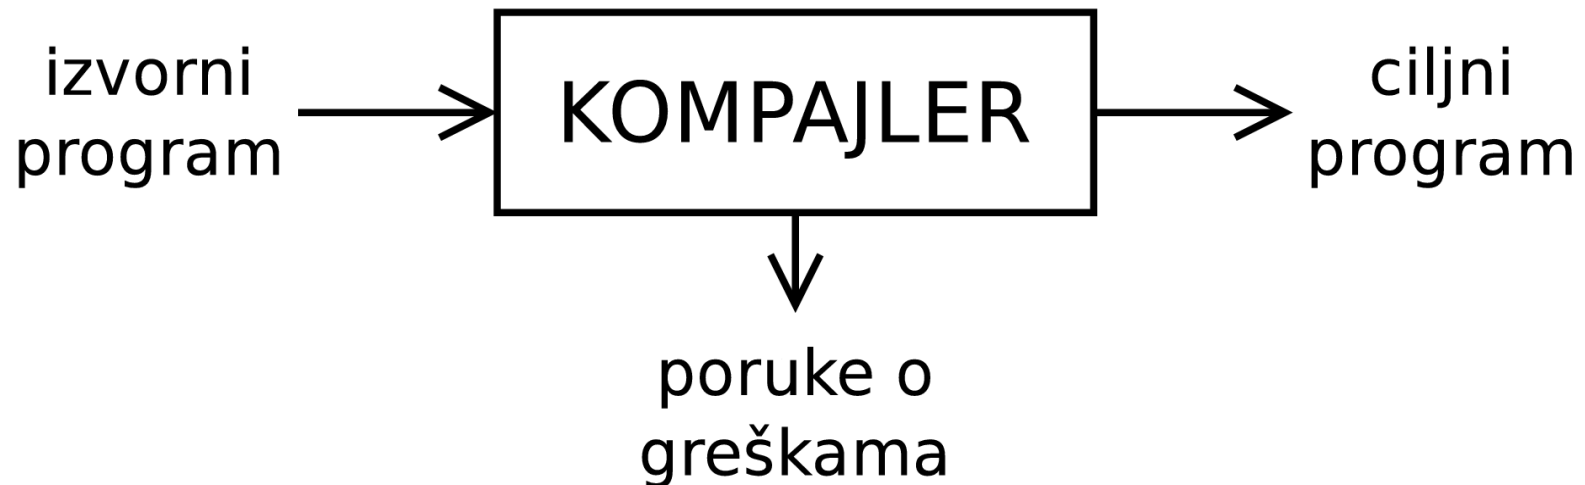 izvorni
program
KOMPAJLER
ciljni
program
poruke o
greškama